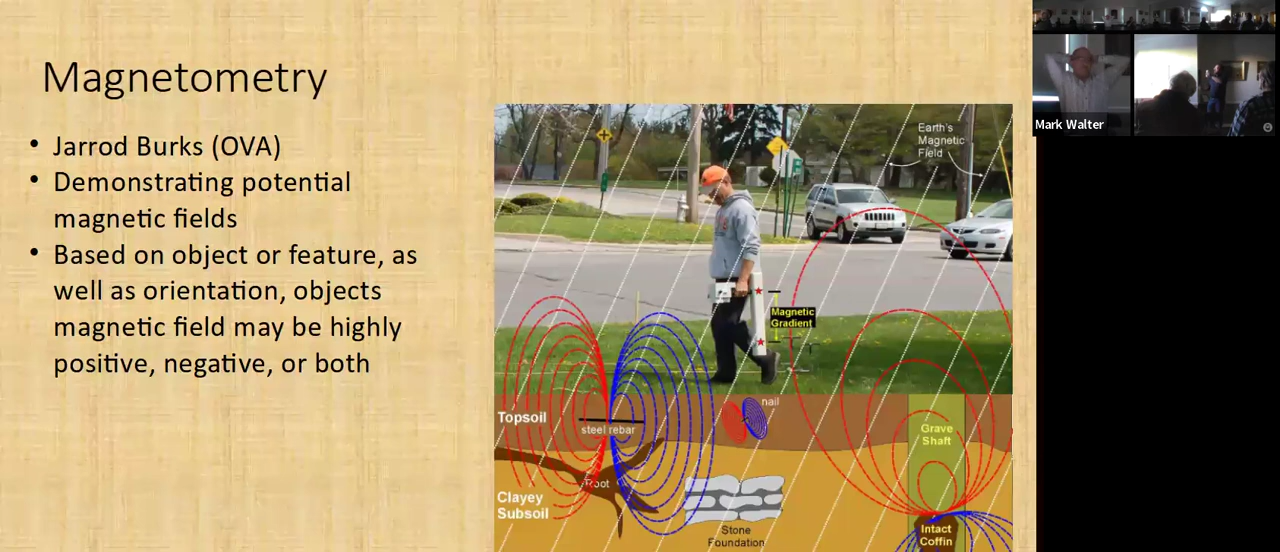 Magnetometry
• Jarrod Burks (OVA)
• Demonstrating potential
magnetic fields
• Based on object or feature, as
well as orientation, objects
magnetic field may be highly
positive, negative, or both
Earth's
Magnetic
Field
Magnetic
Gradient
Topsoil
steel rebar
nail
Grave
Shaft
Root
Clayey
Subsoil
Stone
Foundation
Intact
Coffin
Mark Walter